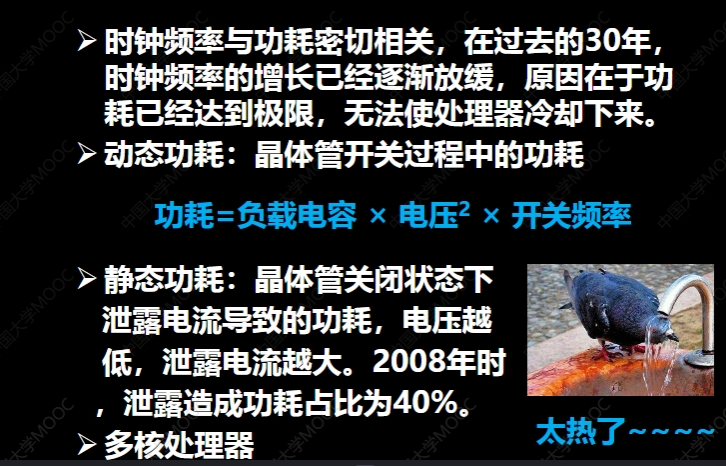 ➢ 时钟频率与功耗密切相关，在过去的30年，
时钟频率的增长已经逐渐放缓，原因在于功
耗已经达到极限，无法使处理器冷却下来。
➢ 动态功耗：晶体管开关过程中的功耗
功耗=负载电容 × 电压² × 开关频率
➢ 静态功耗：晶体管关闭状态下
泄露电流导致的功耗，电压越
低，泄露电流越大。2008年时
，泄露造成功耗占比为40%。
太热了~~~~
➢ 多核处理器
中国大学MOOC